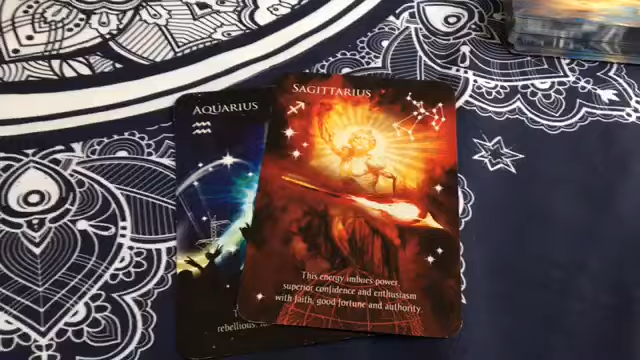 AQUARIUS
SAGITTARIUS
This energy imbues power,
superior confidence and enthusiasm
with faith, good fortune and authority.
rebellious.